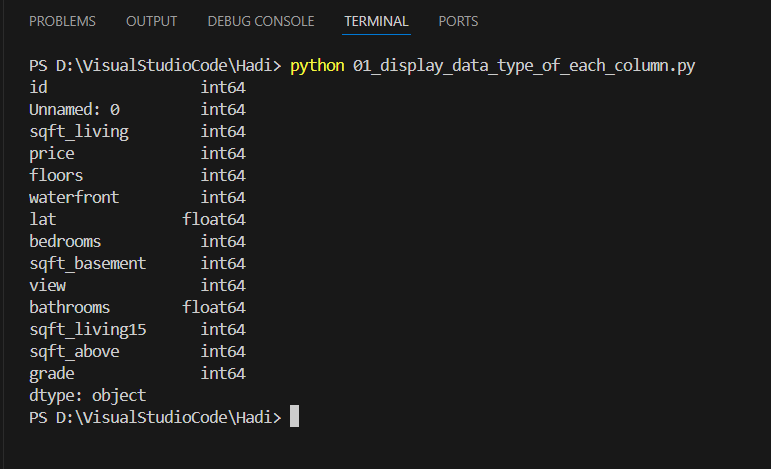 PROBLEMS OUTPUT DEBUG CONSOLE TERMINAL PORTS
PS D:\VisualStudioCode\Hadi> python 01_display_data_type_of_each_column.py
id int64
Unnamed: 0 int64
sqft_living int64
price int64
floors int64
waterfront int64
lat float64
bedrooms int64
sqft_basement int64
view int64
bathrooms float64
sqft_living15 int64
sqft_above int64
grade int64
dtype: object
PS D:\VisualStudioCode\Hadi>